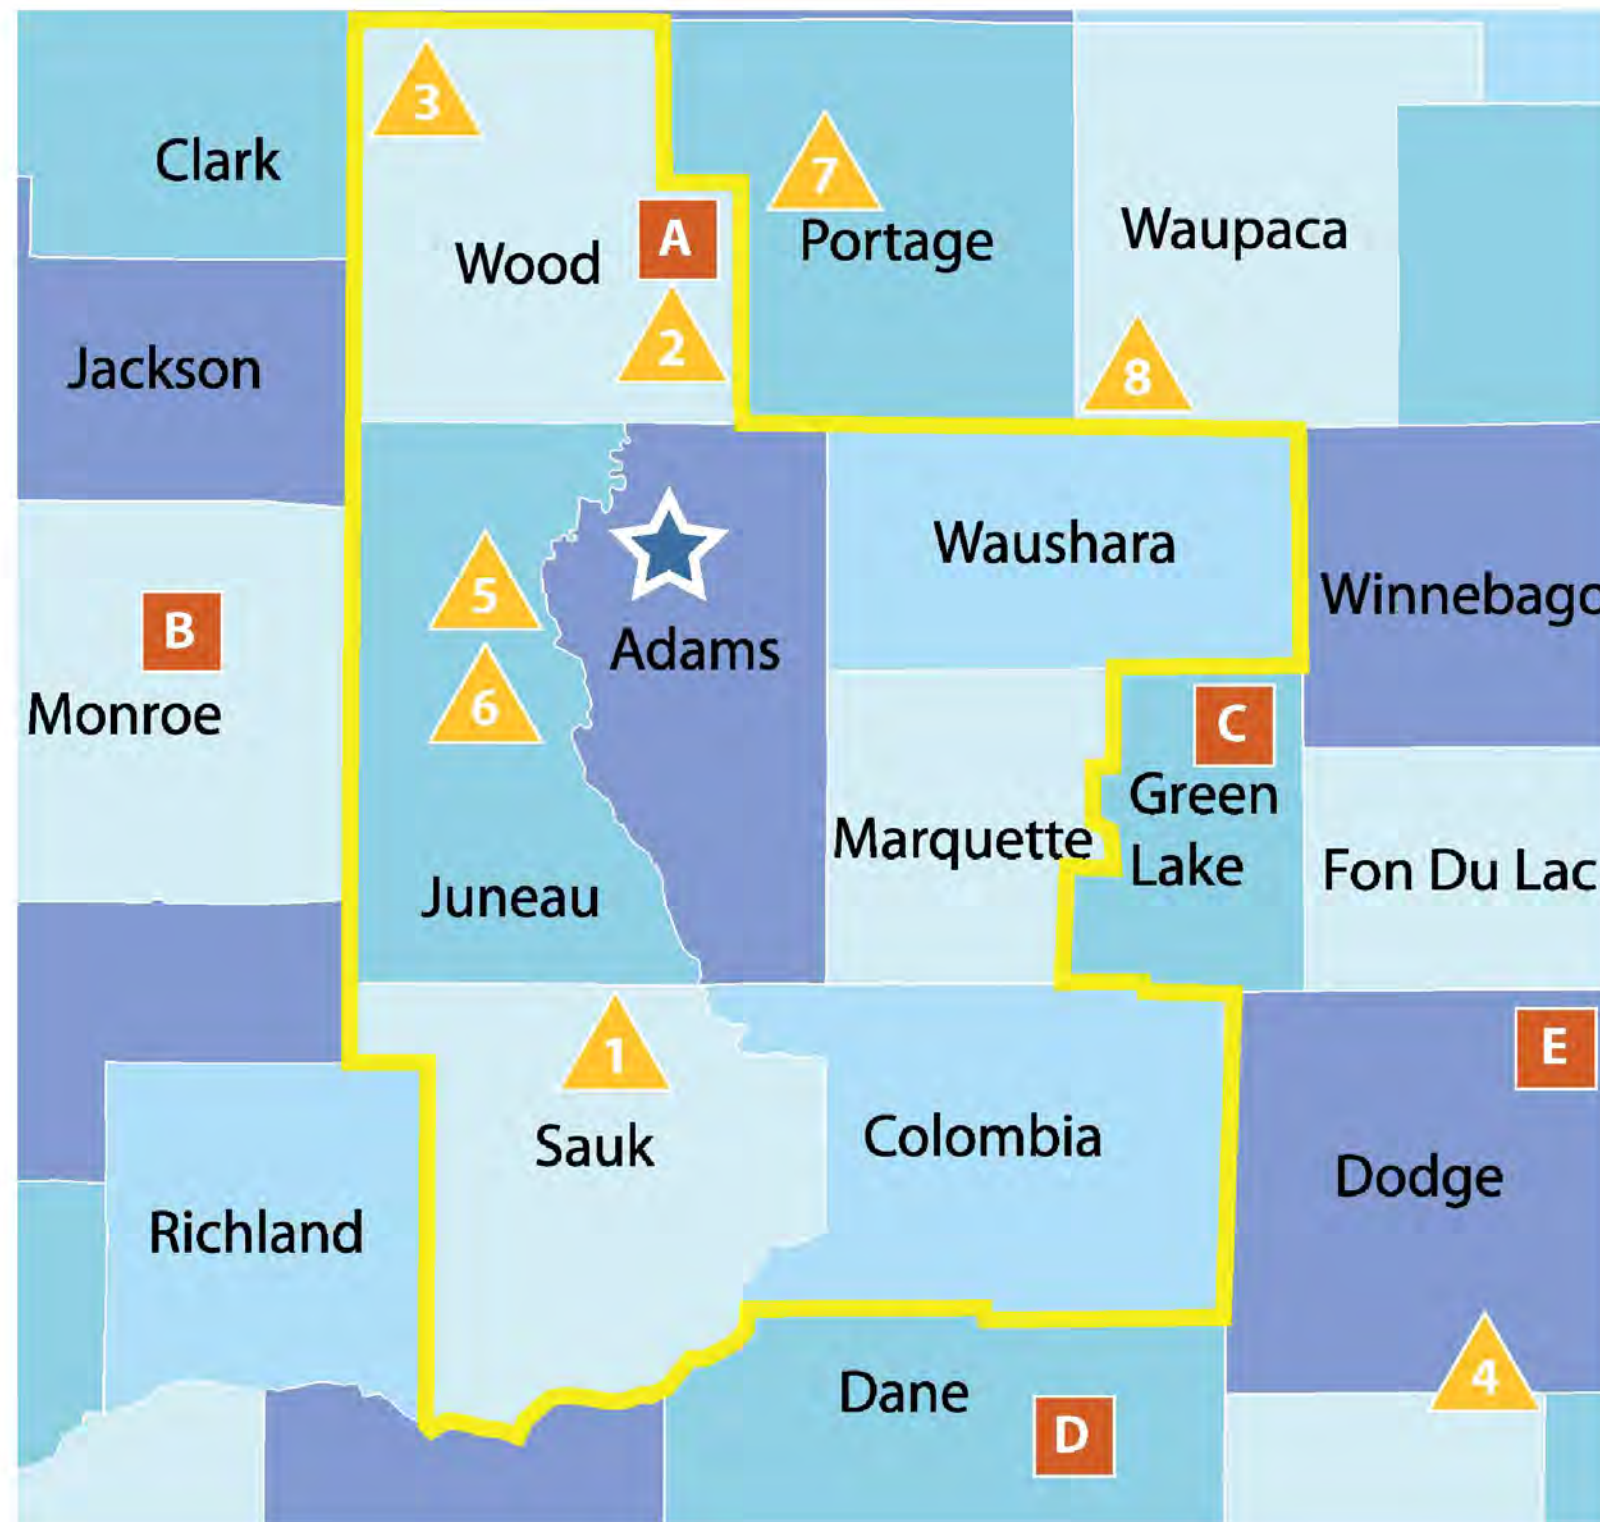 3
Clark
7
Waupaca
A
Portage
Wood
2
8
Jackson
Waushara
5
Winnebago
B
Adams
6
Monroe
C
Green
Lake
Marquette
Fon Du Lac
Juneau
1
E
Sauk
Colombia
Dodge
Richland
4
Dane
D